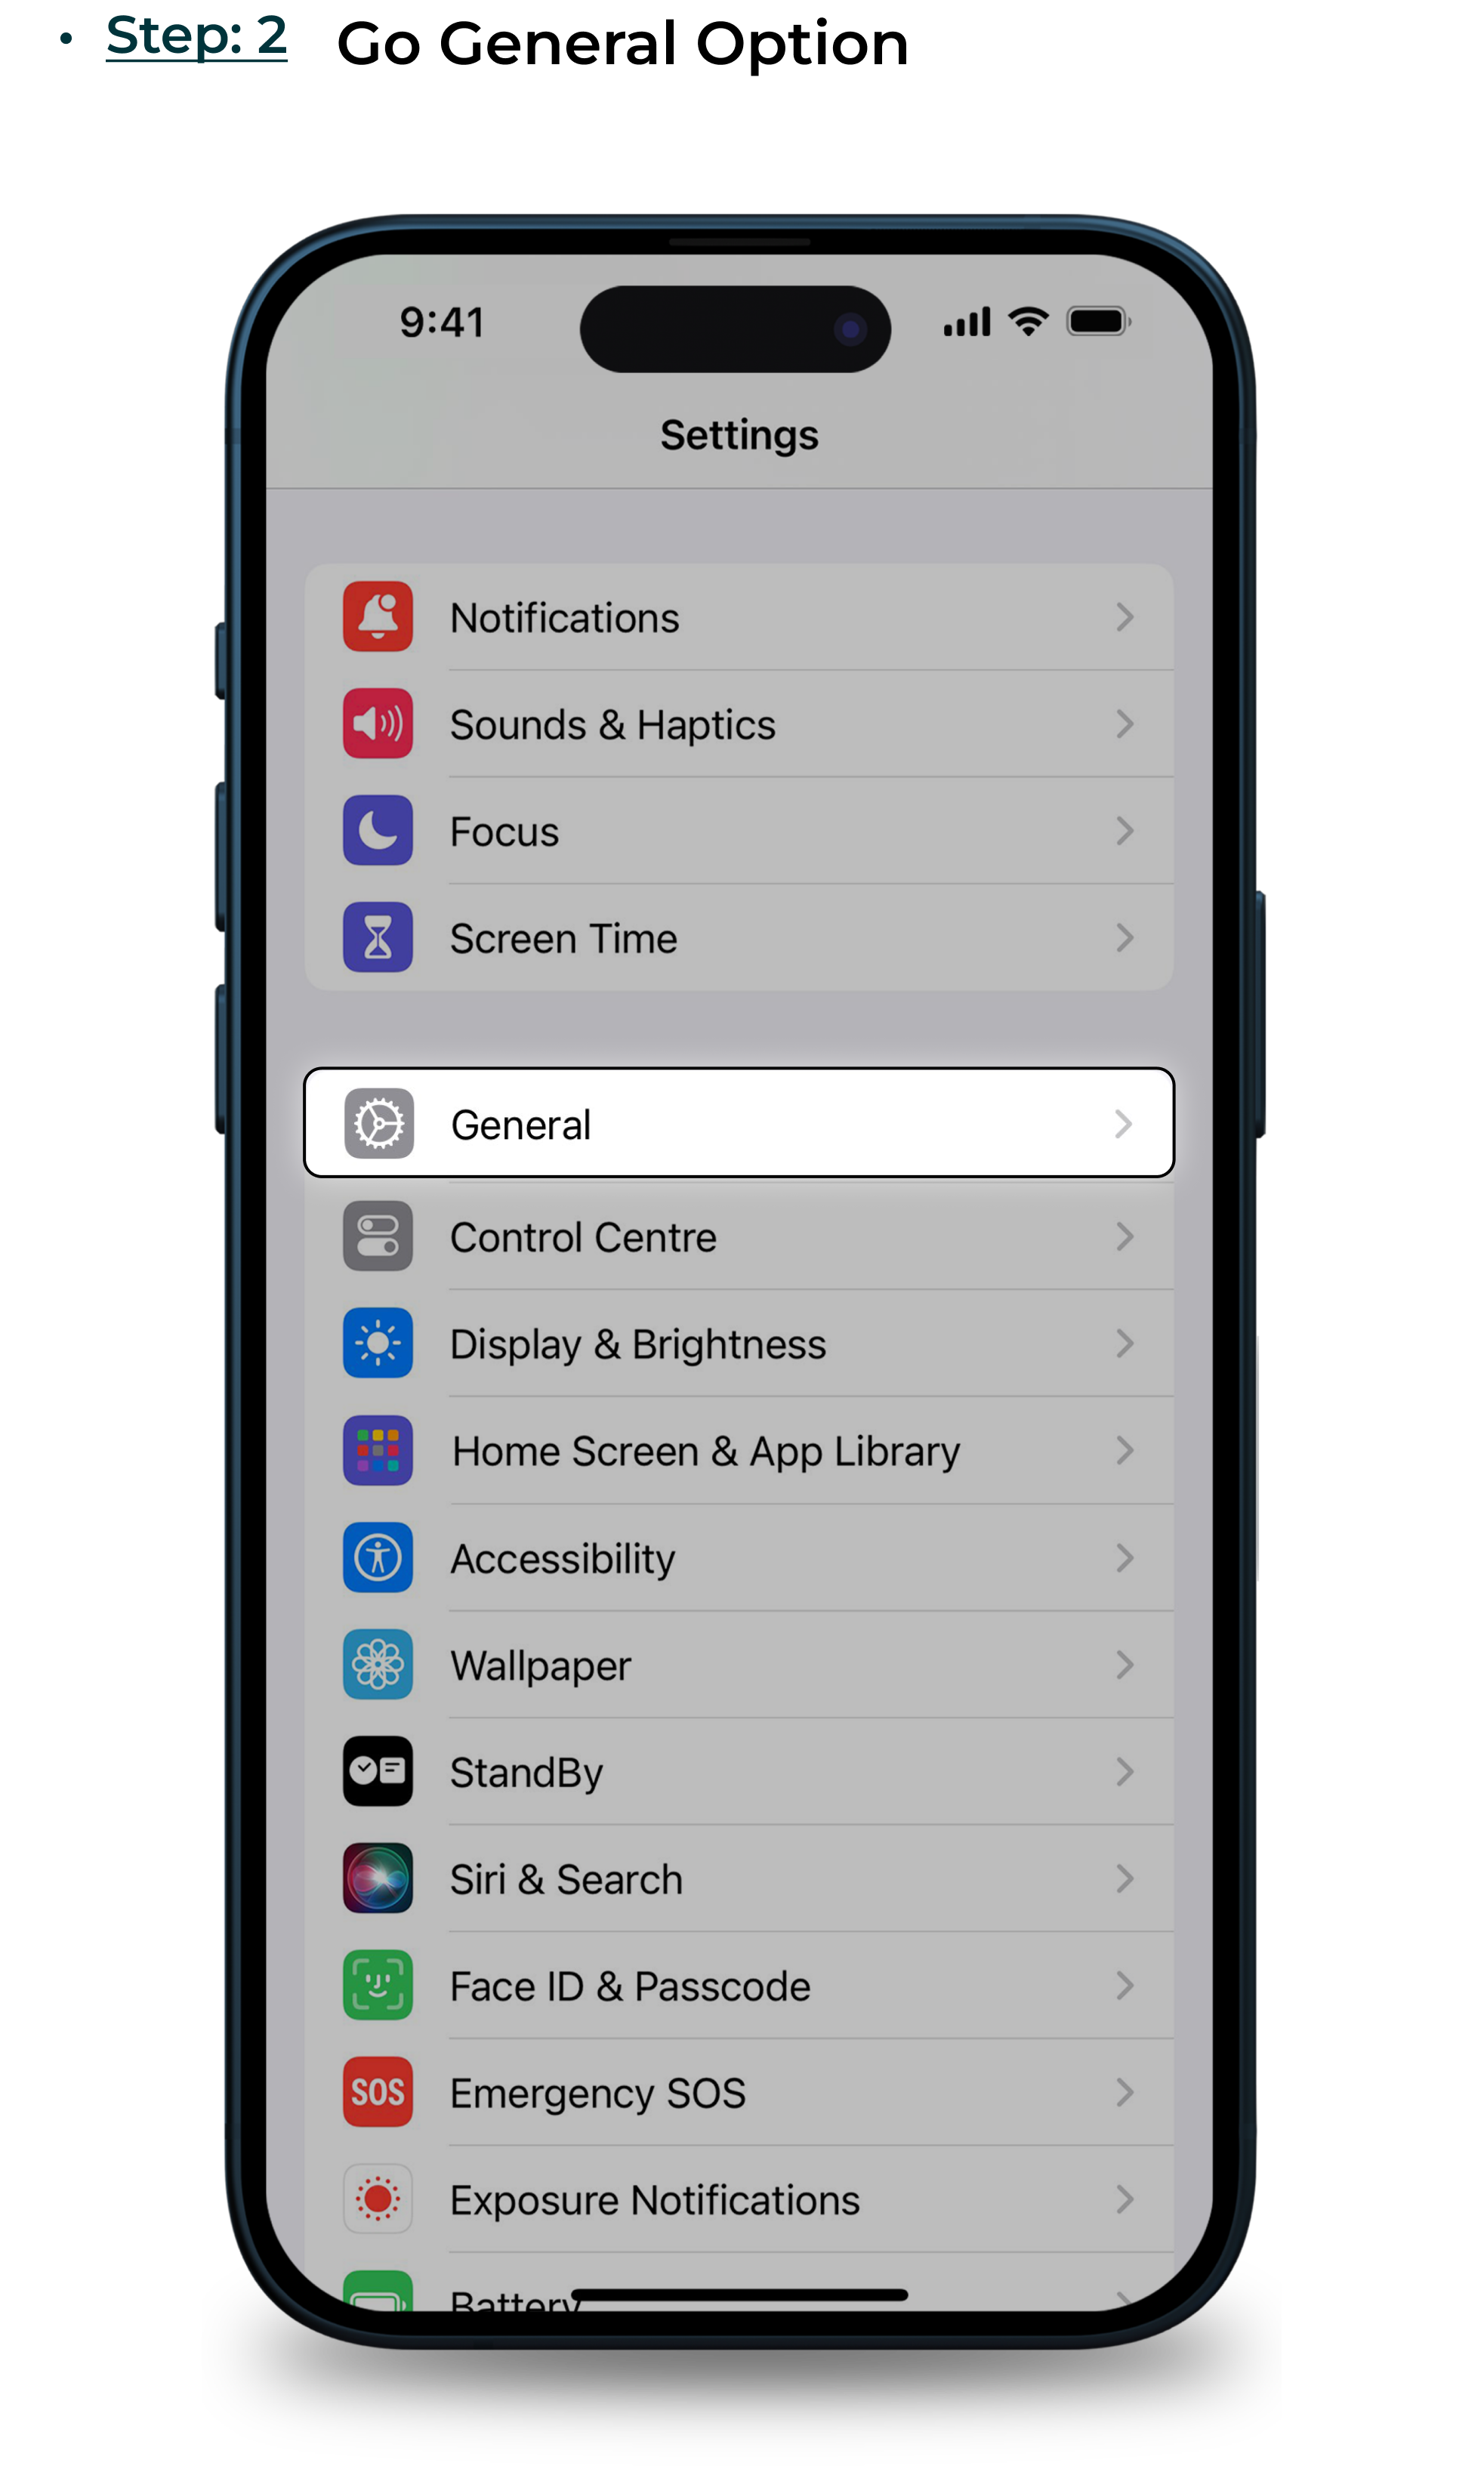 • Step: 2 Go General Option
9:41
Settings
Notifications
Sounds & Haptics
Focus
Screen Time
General
Control Centre
Display & Brightness
Home Screen & App Library
Accessibility
Wallpaper
StandBy
Siri & Search
Face ID & Passcode
SOS Emergency SOS
Exposure Notifications
Battery